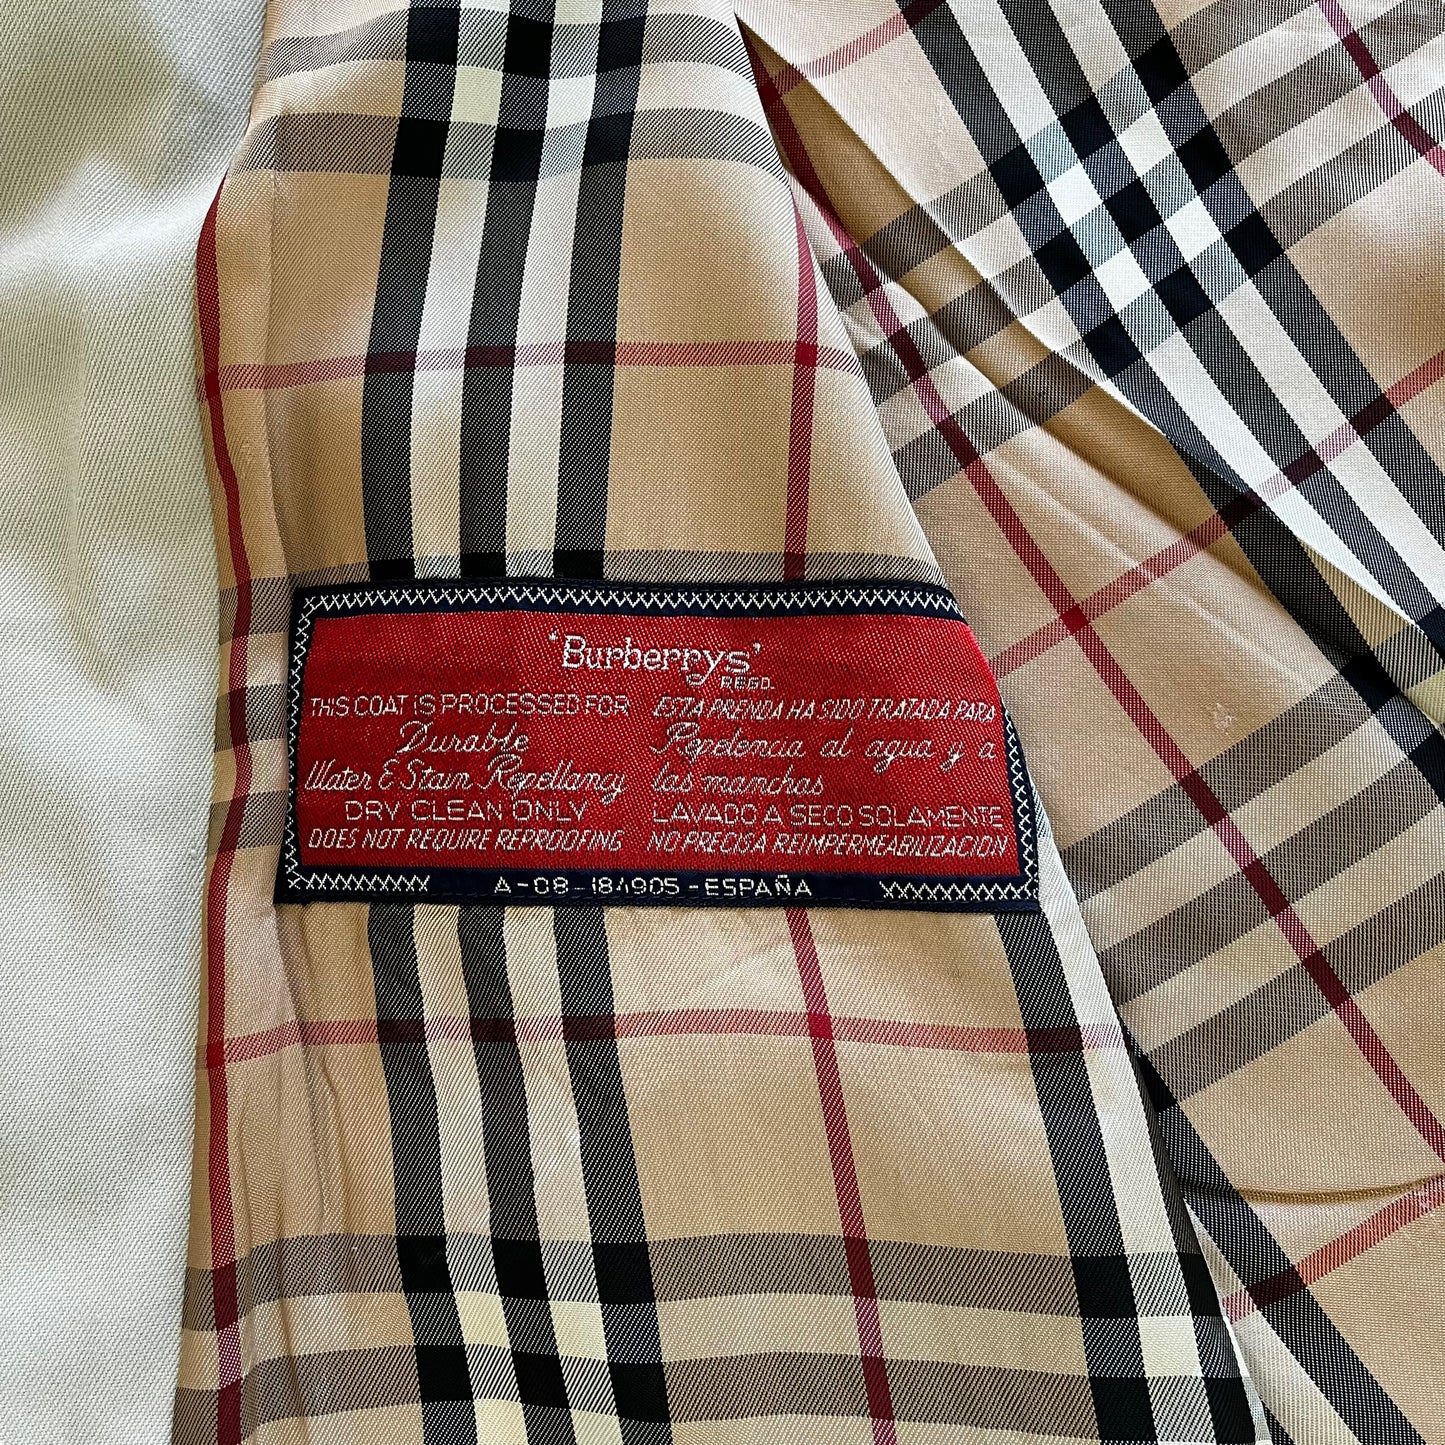 'Burberrys'
REGD.
THIS COAT IS PROCESSED FOR
Durable
Water & Stain Repellancy
DRY CLEAN ONLY
DOES NOT REQUIRE REPROOFING
ESTA PRENDA HA SIDO TRATADA PARA
Repelencia al agua y a
las manchas
LAVADO A SECO SOLAMENTE
NO PRECISA REIMPERMEABILIZACION
A-08-184905-ESPAÑA